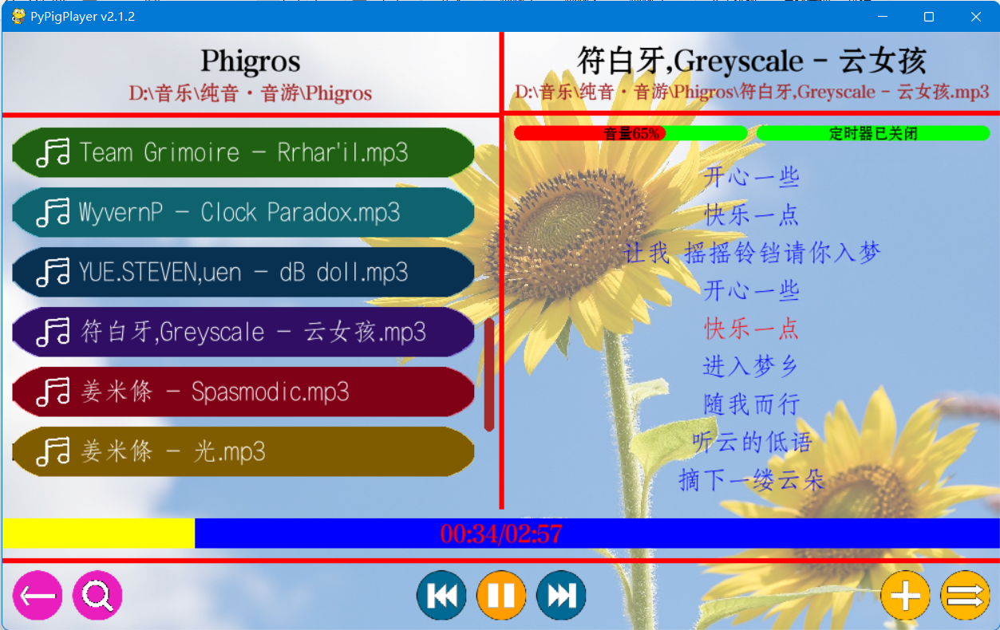 PyPigPlayer v2.1.2
Phigros
D:\音乐\纯音·音游\Phigros
Team Grimoire - Rrhar'il.mp3
WyvernP - Clock Paradox.mp3
YUE.STEVEN,uen - dB doll.mp3
符白牙,Greyscale - 云女孩.mp3
姜米條 - Spasmodic.mp3
姜米條 - 光.mp3
符白牙,Greyscale - 云女孩
D:\音乐\纯音·音游\Phigros\符白牙,Greyscale - 云女孩.mp3
音量65%
定时器已关闭
开心一些
快乐一点
让我 摇摇铃铛请你入梦
开心一些
快乐一点
进入梦乡
随我而行
听云的低语
摘下一缕云朵
00:34/02:57